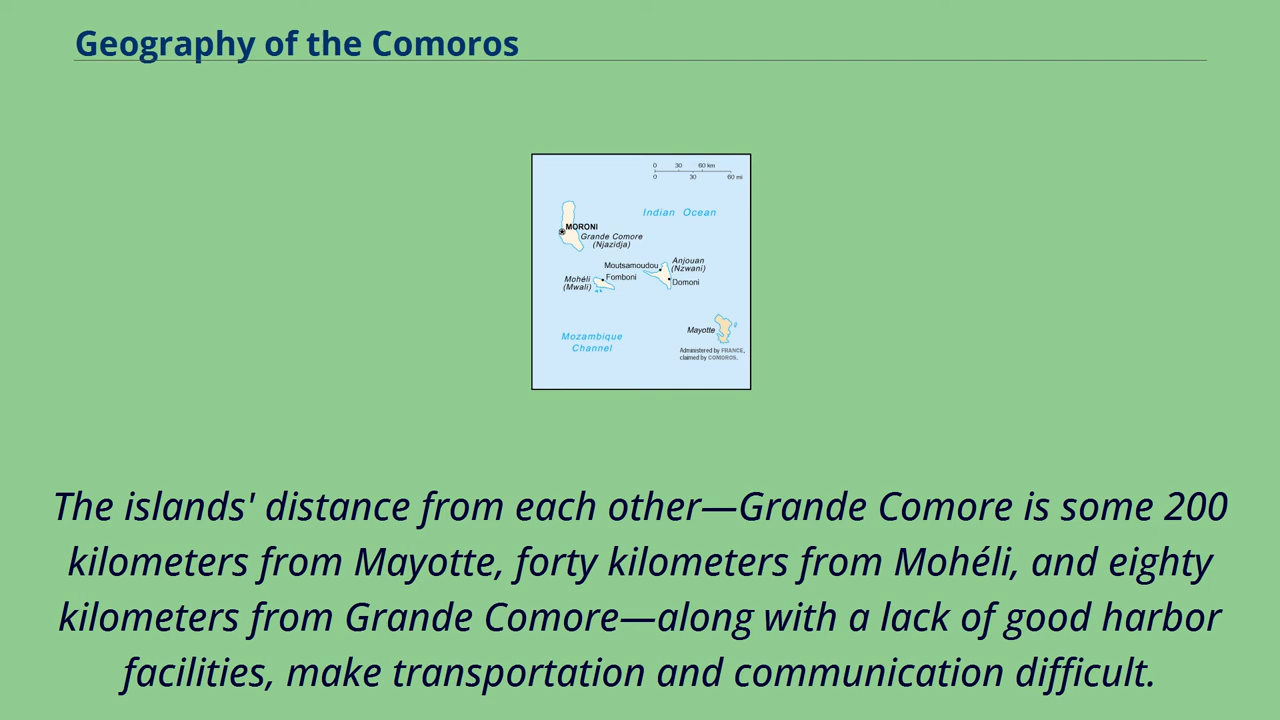 Geography of the Comoros
0 30 60 km
0 30 60 mi
Indian Ocean
MORONI
Grande Comore
(Njazidja)
Moutsamoudou
Anjouan
(Nzwani)
Mohéli
(Mwali)
Fomboni
Domoni
Mayotte
Mozambique
Channel
Administered by FRANCE,
claimed by COMOROS.
The islands' distance from each other—Grande Comore is some 200
kilometers from Mayotte, forty kilometers from Mohéli, and eighty
kilometers from Grande Comore—along with a lack of good harbor
facilities, make transportation and communication difficult.